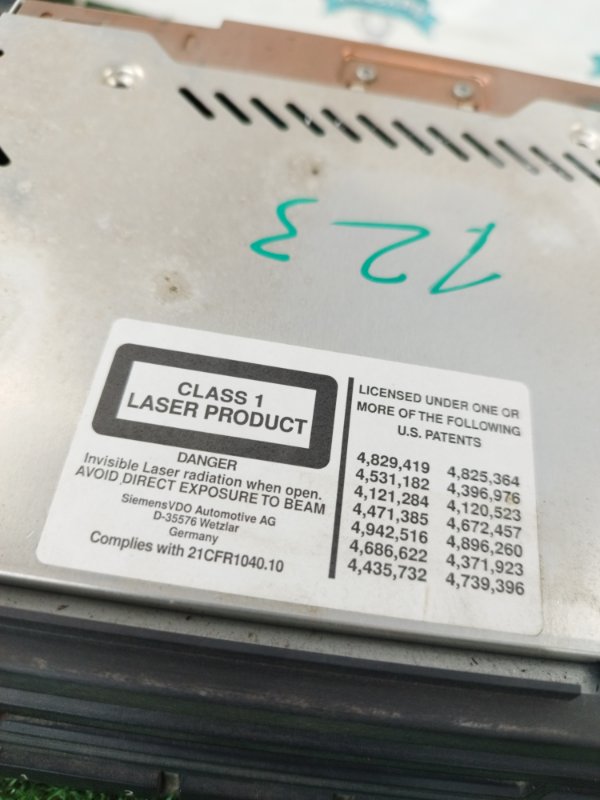 123
CLASS 1
LASER PRODUCT
DANGER
Invisible Laser radiation when open.
AVOID DIRECT EXPOSURE TO BEAM
SiemensVDO Automotive AG
D-35576 Wetzlar
Germany
Complies with 21CFR1040.10
LICENSED UNDER ONE OR
MORE OF THE FOLLOWING
U.S. PATENTS
4,829,419 4,825,364
4,531,182 4,396,976
4,121,284 4,120,523
4,471,385 4,672,457
4,942,516 4,896,260
4,686,622 4,371,923
4,435,732 4,739,396